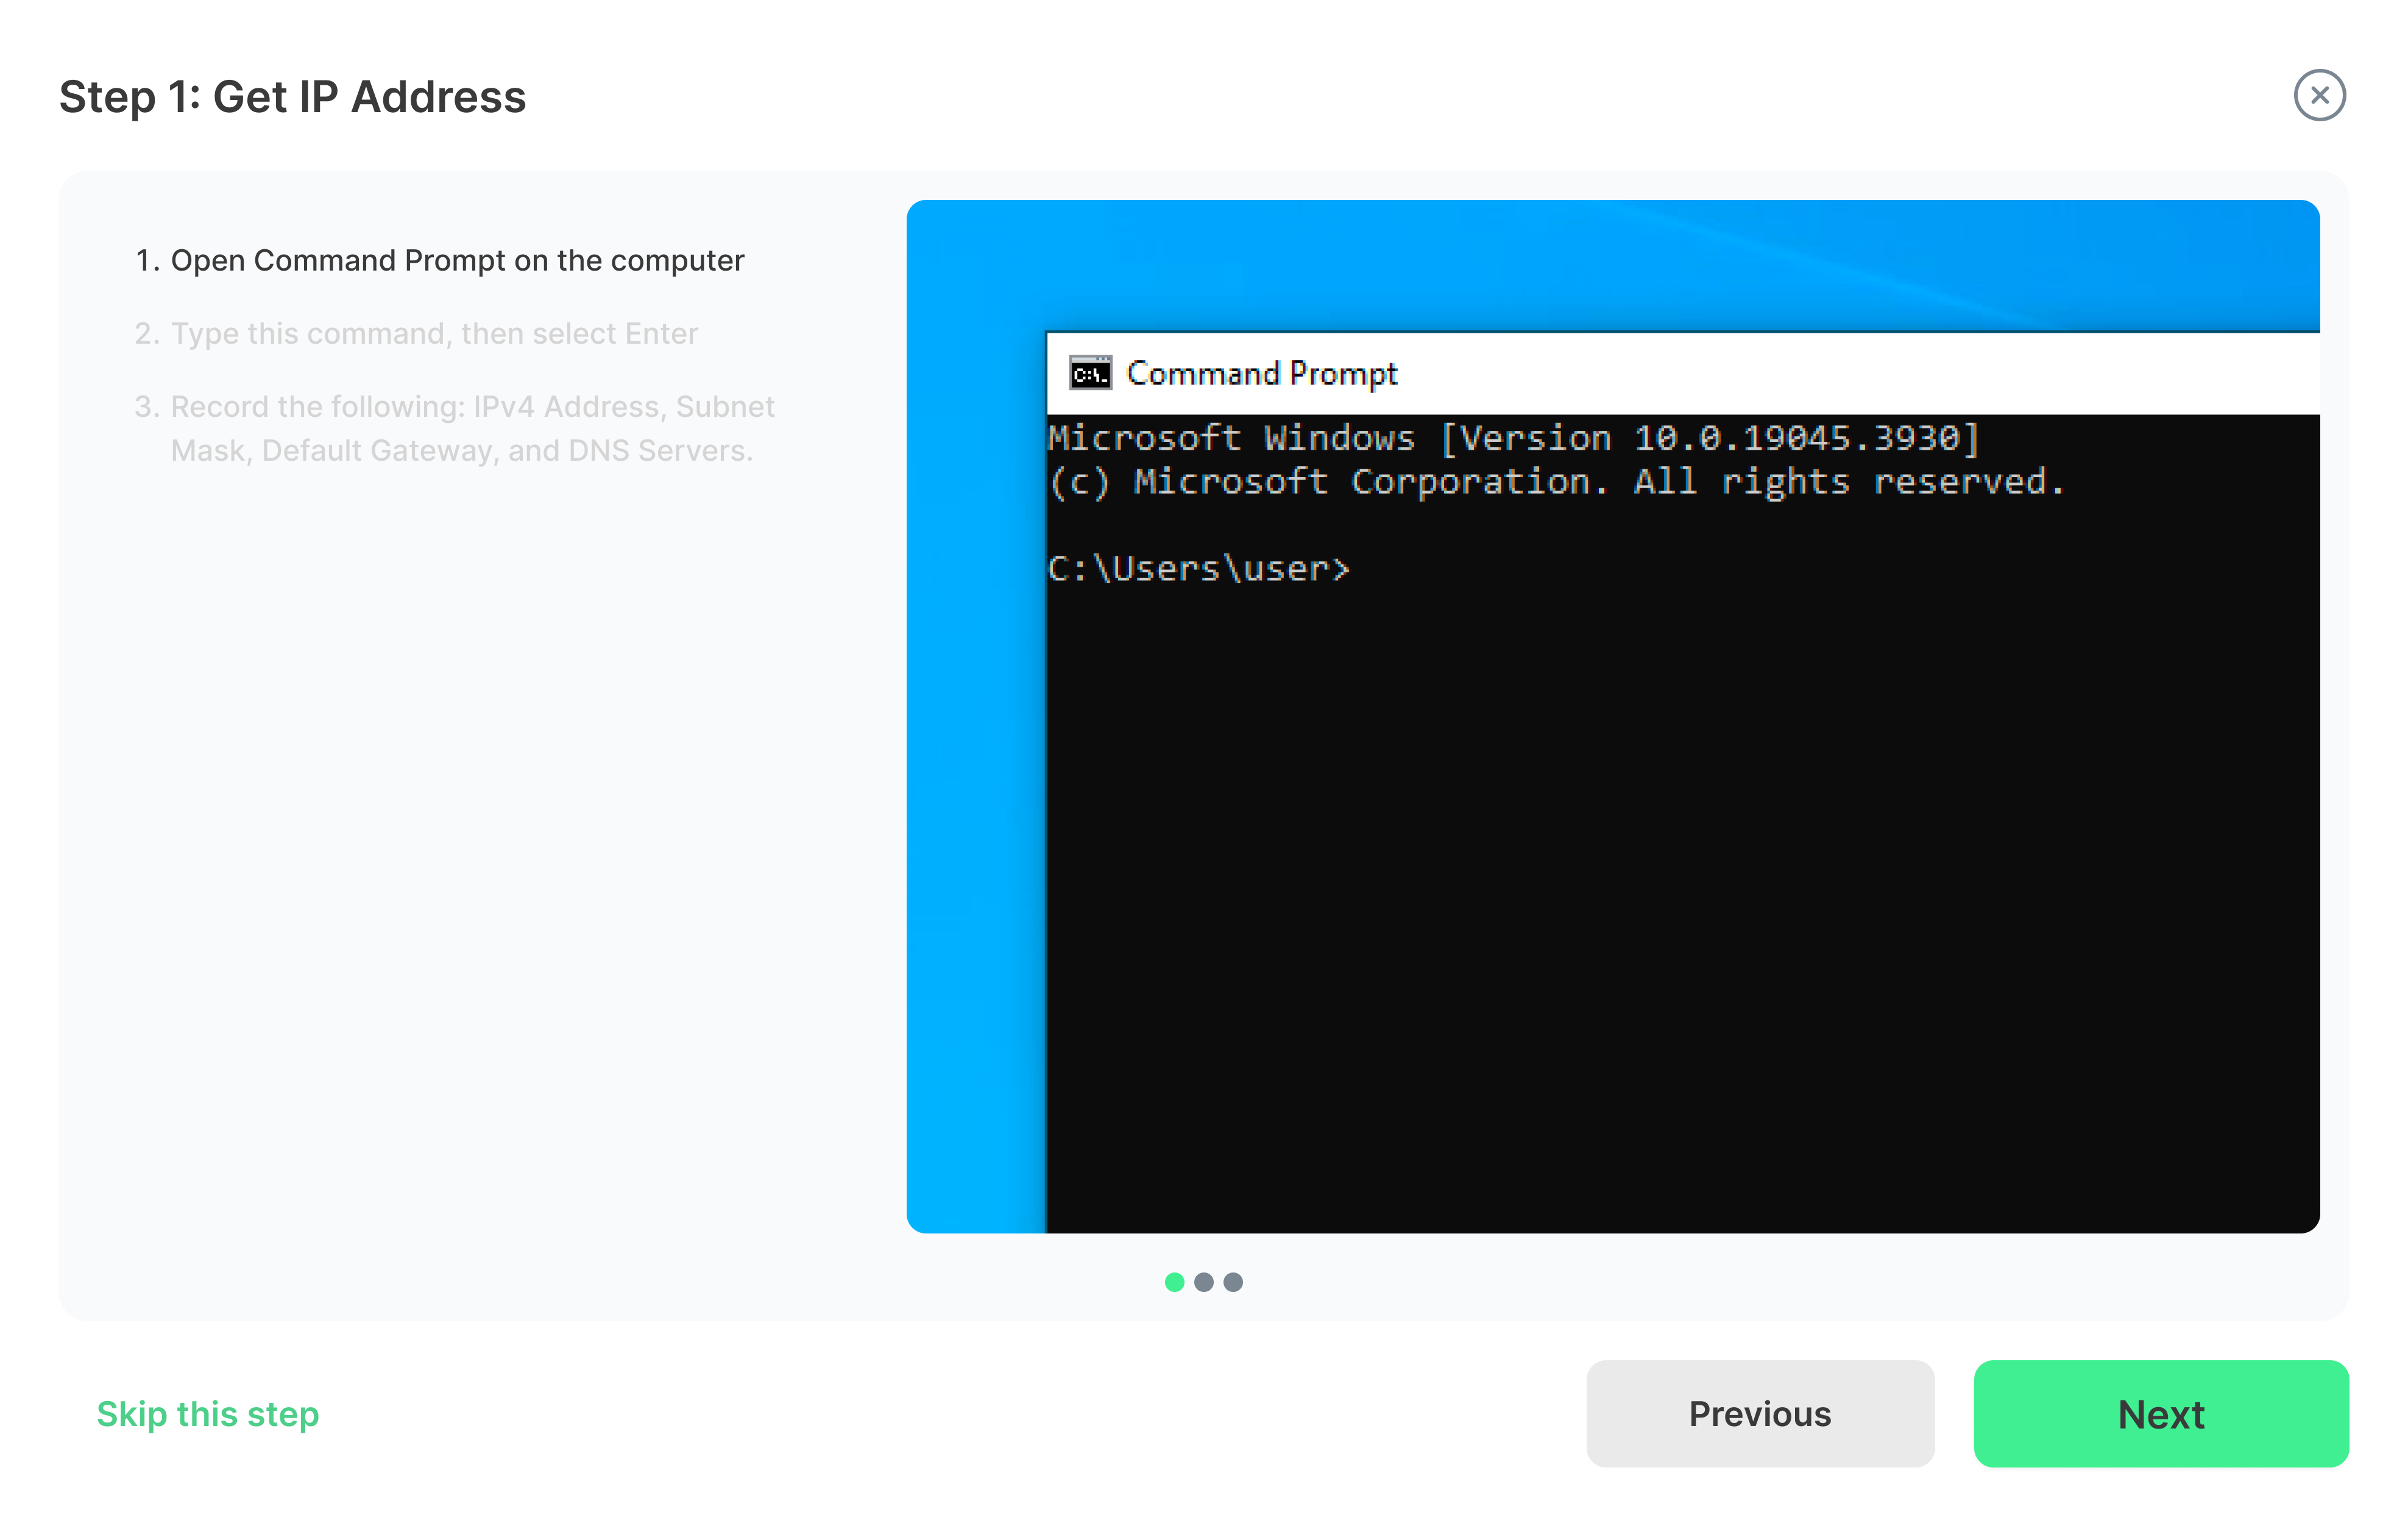 Step 1: Get IP Address
1. Open Command Prompt on the computer
2. Type this command, then select Enter
3. Record the following: IPv4 Address, Subnet
Mask, Default Gateway, and DNS Servers.
C:\_
Command Prompt
Microsoft Windows [Version 10.0.19045.3930]
(c) Microsoft Corporation. All rights reserved.
C:\Users\user>
Skip this step
Previous
Next